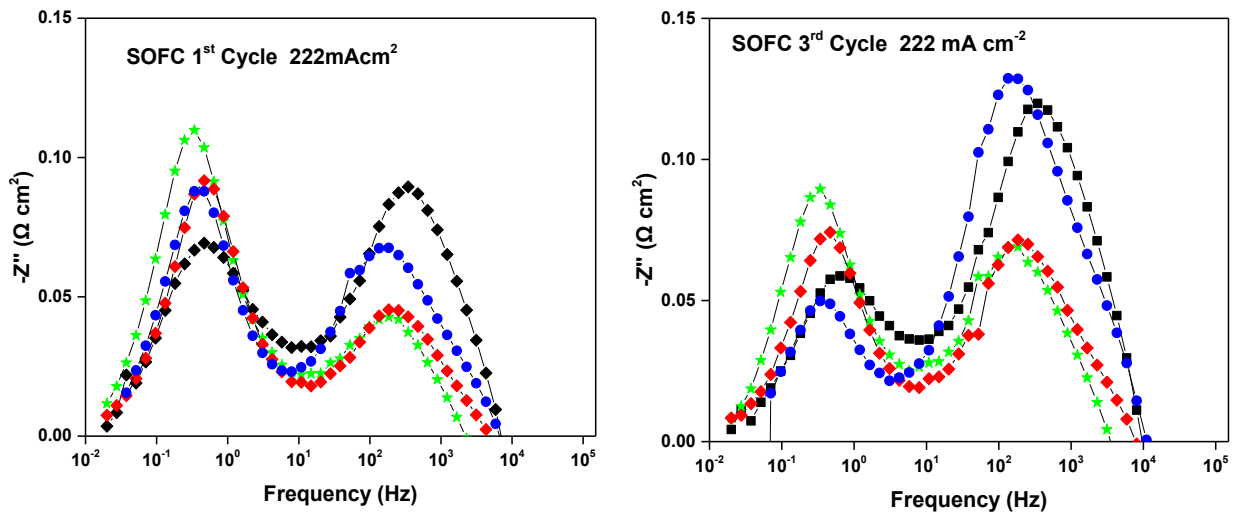 SOFC 1st Cycle 222mAcm2
-Z'' (Ω cm2)
0.15
0.10
0.05
0.00
10-2 10-1 100 101 102 103 104 105
Frequency (Hz)
SOFC 3rd Cycle 222 mA cm-2
-Z'' (Ω cm2)
0.15
0.10
0.05
0.00
10-2 10-1 100 101 102 103 104 105
Frequency (Hz)